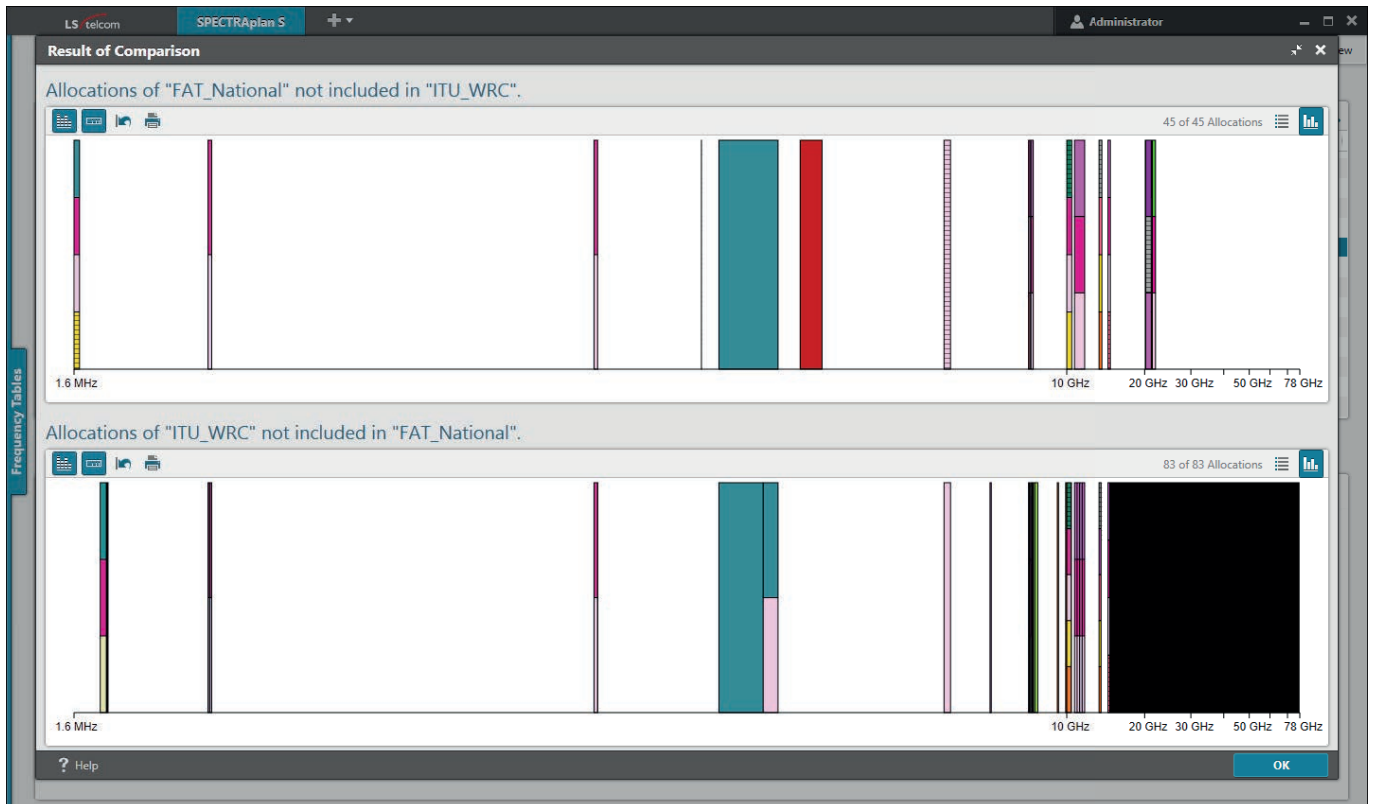 LS telcom SPECTRAplan S Administrator
Result of Comparison
ew
Allocations of "FAT_National" not included in "ITU_WRC".
45 of 45 Allocations
1.6 MHz 10 GHz 20 GHz 30 GHz 50 GHz 78 GHz
Frequency Tables
Allocations of "ITU_WRC" not included in "FAT_National".
83 of 83 Allocations
1.6 MHz 10 GHz 20 GHz 30 GHz 50 GHz 78 GHz
? Help OK